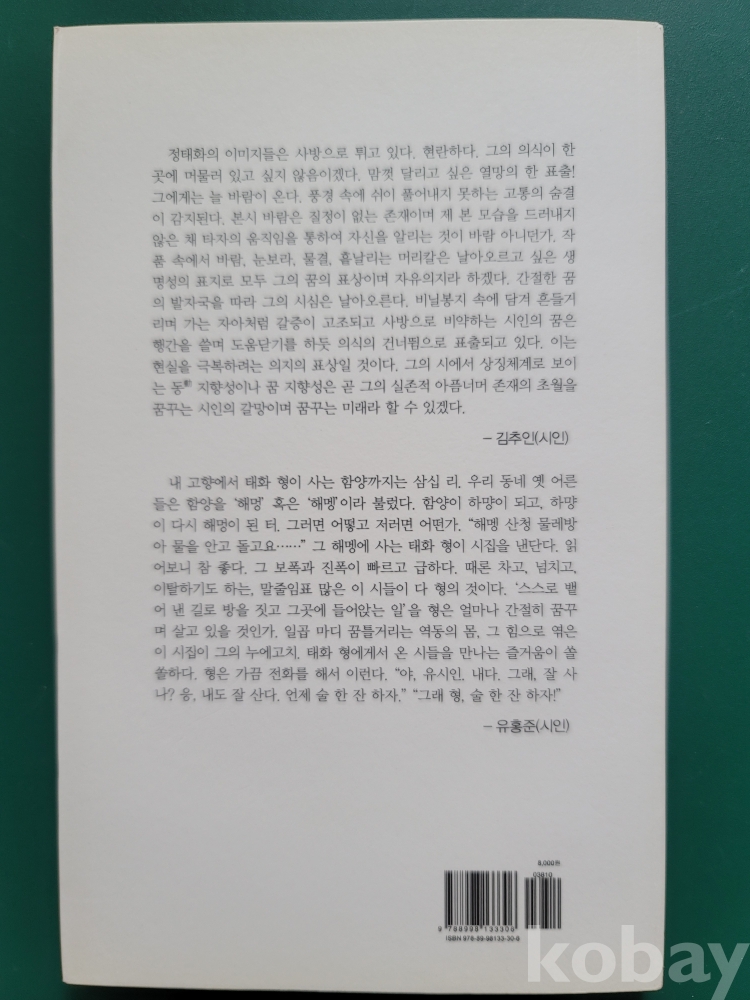 정태화의 이미지들은 사방으로 튀고 있다. 현란하다. 그의 의식이 한
곳에 머물러 있고 싶지 않음이겠다. 맘껏 달리고 싶은 열망의 한 표출!
그에게는 늘 바람이 온다. 풍경 속에 쉬이 풀어내지 못하는 고통의 숨결
이 감지된다. 본시 바람은 질정이 없는 존재이며 제 본 모습을 드러내지
않은 채 타자의 움직임을 통하여 자신을 알리는 것이 바람 아니던가. 작
품 속에서 바람, 눈보라, 물결, 흩날리는 머리칼은 날아오르고 싶은 생
명성의 표지로 모두 그의 꿈의 표상이며 자유의지라 하겠다. 간절한 꿈
의 발자국을 따라 그의 시심은 날아오른다. 비닐봉지 속에 담겨 흔들거
리며 가는 자아처럼 갈증이 고조되고 사방으로 비약하는 시인의 꿈은
행간을 쓸며 도움닫기를 하듯 의식의 건너뜀으로 표출되고 있다. 이는
현실을 극복하려는 의지의 표상일 것이다. 그의 시에서 상징체계로 보이
는 동動 지향성이나 꿈 지향성은 곧 그의 실존적 아픔너머 존재의 초월을
꿈꾸는 시인의 갈망이며 꿈꾸는 미래라 할 수 있겠다.
– 김추인(시인)
내 고향에서 태화 형이 사는 함양까지는 삼십 리. 우리 동네 옛 어른
들은 함양을 ‘해멍’ 혹은 ‘해멩’이라 불렀다. 함양이 하먕이 되고, 하먕
이 다시 해멍이 된 터. 그러면 어떻고 저러면 어떤가. “해멩 산청 물레방
아 물을 안고 돌고요……” 그 해멩에 사는 태화 형이 시집을 낸단다. 읽
어보니 참 좋다. 그 보폭과 진폭이 빠르고 급하다. 때론 차고, 넘치고,
이탈하기도 하는, 말줄임표 많은 이 시들이 다 형의 것이다. ‘스스로 뱉
어 낸 길로 방을 짓고 그곳에 들어앉는 일’을 형은 얼마나 간절히 꿈꾸
며 살고 있을 것인가. 일곱 마디 꿈틀거리는 역동의 몸, 그 힘으로 엮은
이 시집이 그의 누에고치. 태화 형에게서 온 시들을 만나는 즐거움이 쏠
쏠하다. 형은 가끔 전화를 해서 이런다. “야, 유시인. 내다. 그래, 잘 사
나? 웅, 내도 잘 산다. 언제 술 한 잔 하자.” “그래 형, 술 한 잔 하자!”
– 유홍준(시인)
8,000원
03810
9 788998 133306
ISBN 978-89-98133-30-6
kobay